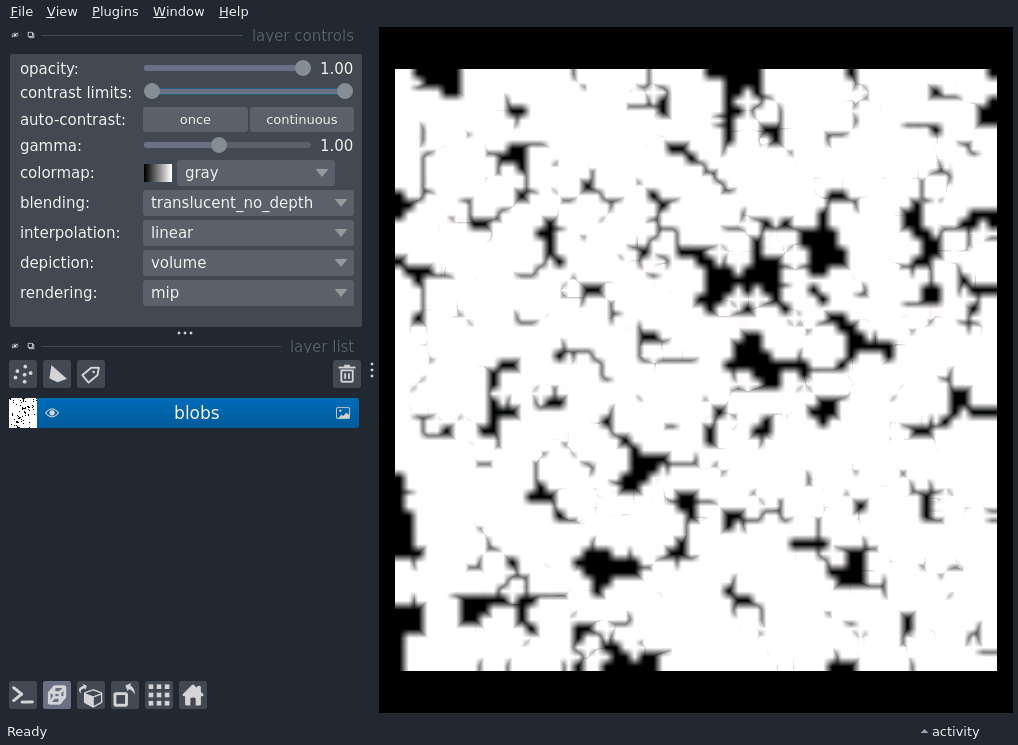 File View Plugins Window Help
layer controls
opacity: 1.00
contrast limits:
auto-contrast: once continuous
gamma: 1.00
colormap: gray
blending: translucent_no_depth
interpolation: linear
depiction: volume
rendering: mip
layer list
blobs
Ready activity